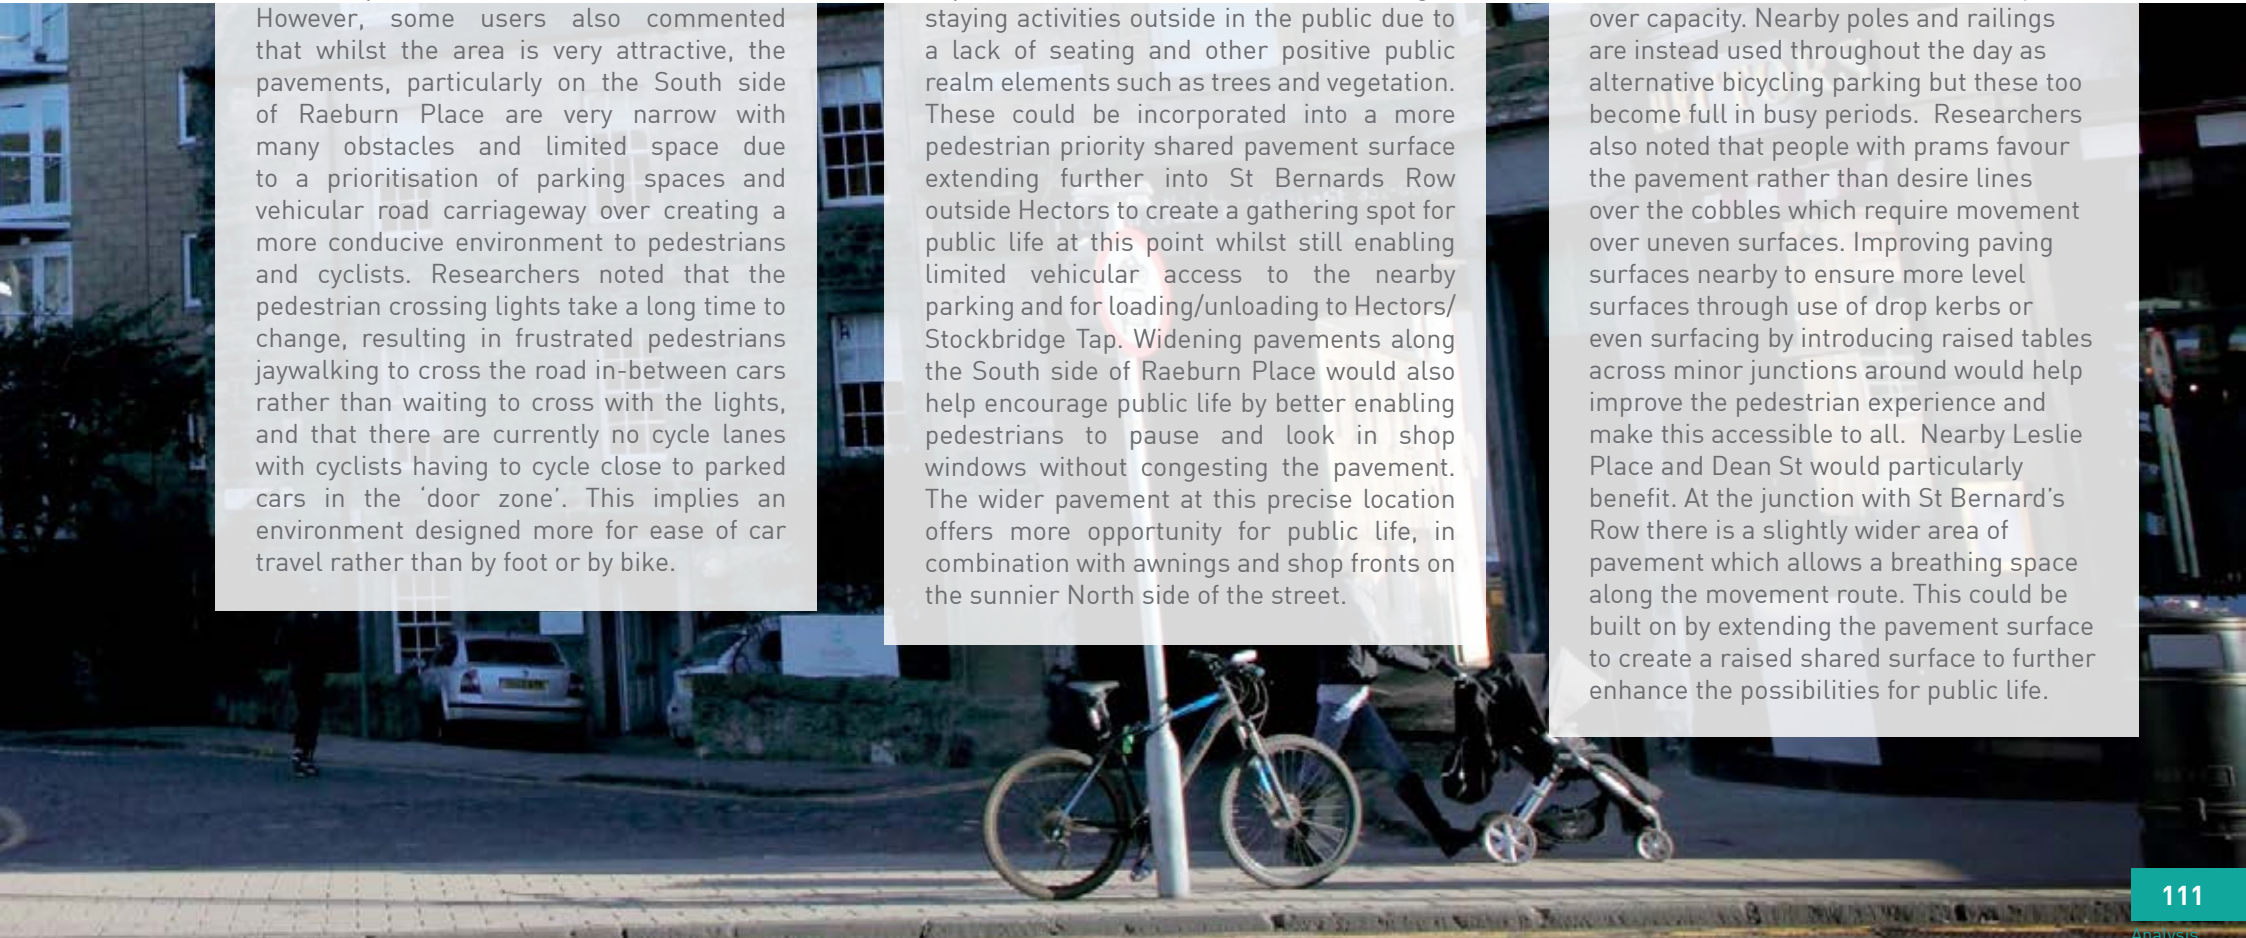 However, some users also commented
that whilst the area is very attractive, the
pavements, particularly on the South side
of Raeburn Place are very narrow with
many obstacles and limited space due
to a prioritisation of parking spaces and
vehicular road carriageway over creating a
more conducive environment to pedestrians
and cyclists. Researchers noted that the
pedestrian crossing lights take a long time to
change, resulting in frustrated pedestrians
jaywalking to cross the road in-between cars
rather than waiting to cross with the lights,
and that there are currently no cycle lanes
with cyclists having to cycle close to parked
cars in the ‘door zone’. This implies an
environment designed more for ease of car
travel rather than by foot or by bike.
staying activities outside in the public due to
a lack of seating and other positive public
realm elements such as trees and vegetation.
These could be incorporated into a more
pedestrian priority shared pavement surface
extending further into St Bernards Row
outside Hectors to create a gathering spot for
public life at this point whilst still enabling
limited vehicular access to the nearby
parking and for loading/unloading to Hectors/
Stockbridge Tap. Widening pavements along
the South side of Raeburn Place would also
help encourage public life by better enabling
pedestrians to pause and look in shop
windows without congesting the pavement.
The wider pavement at this precise location
offers more opportunity for public life, in
combination with awnings and shop fronts on
the sunnier North side of the street.
over capacity. Nearby poles and railings
are instead used throughout the day as
alternative bicycling parking but these too
become full in busy periods.  Researchers
also noted that people with prams favour
the pavement rather than desire lines
over the cobbles which require movement
over uneven surfaces. Improving paving
surfaces nearby to ensure more level
surfaces through use of drop kerbs or
even surfacing by introducing raised tables
across minor junctions around would help
improve the pedestrian experience and
make this accessible to all.  Nearby Leslie
Place and Dean St would particularly
benefit. At the junction with St Bernard’s
Row there is a slightly wider area of
pavement which allows a breathing space
along the movement route. This could be
built on by extending the pavement surface
to create a raised shared surface to further
enhance the possibilities for public life.
111
Analysis